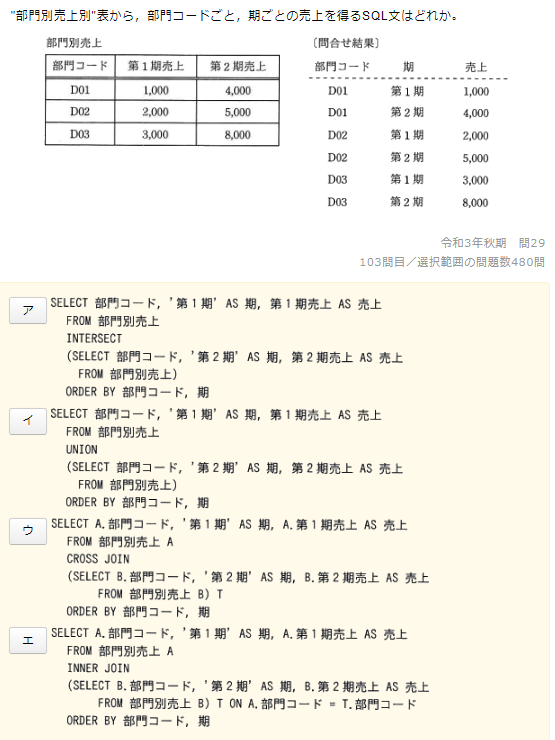 "部門別売上別"表から，部門コードごと，期ごとの売上を得るSQL文はどれか。
部門別売上
部門コード 第１期売上 第２期売上
D01 1,000 4,000
D02 2,000 5,000
D03 3,000 8,000
〔問合せ結果〕
部門コード 期 売上
D01 第１期 1,000
D01 第２期 4,000
D02 第１期 2,000
D02 第２期 5,000
D03 第１期 3,000
D03 第２期 8,000
令和3年秋期　問29
103問目／選択範囲の問題数480問
ア
SELECT 部門コード, '第１期' AS 期, 第１期売上 AS 売上
FROM 部門別売上
INTERSECT
(SELECT 部門コード, '第２期' AS 期, 第２期売上 AS 売上
FROM 部門別売上)
ORDER BY 部門コード, 期
イ
SELECT 部門コード, '第１期' AS 期, 第１期売上 AS 売上
FROM 部門別売上
UNION
(SELECT 部門コード, '第２期' AS 期, 第２期売上 AS 売上
FROM 部門別売上)
ORDER BY 部門コード, 期
ウ
SELECT A.部門コード, '第１期' AS 期, A.第１期売上 AS 売上
FROM 部門別売上 A
CROSS JOIN
(SELECT B.部門コード, '第２期' AS 期, B.第２期売上 AS 売上
FROM 部門別売上 B) T
ORDER BY 部門コード, 期
エ
SELECT A.部門コード, '第１期' AS 期, A.第１期売上 AS 売上
FROM 部門別売上 A
INNER JOIN
(SELECT B.部門コード, '第２期' AS 期, B.第２期売上 AS 売上
FROM 部門別売上 B) T ON A.部門コード = T.部門コード
ORDER BY 部門コード, 期